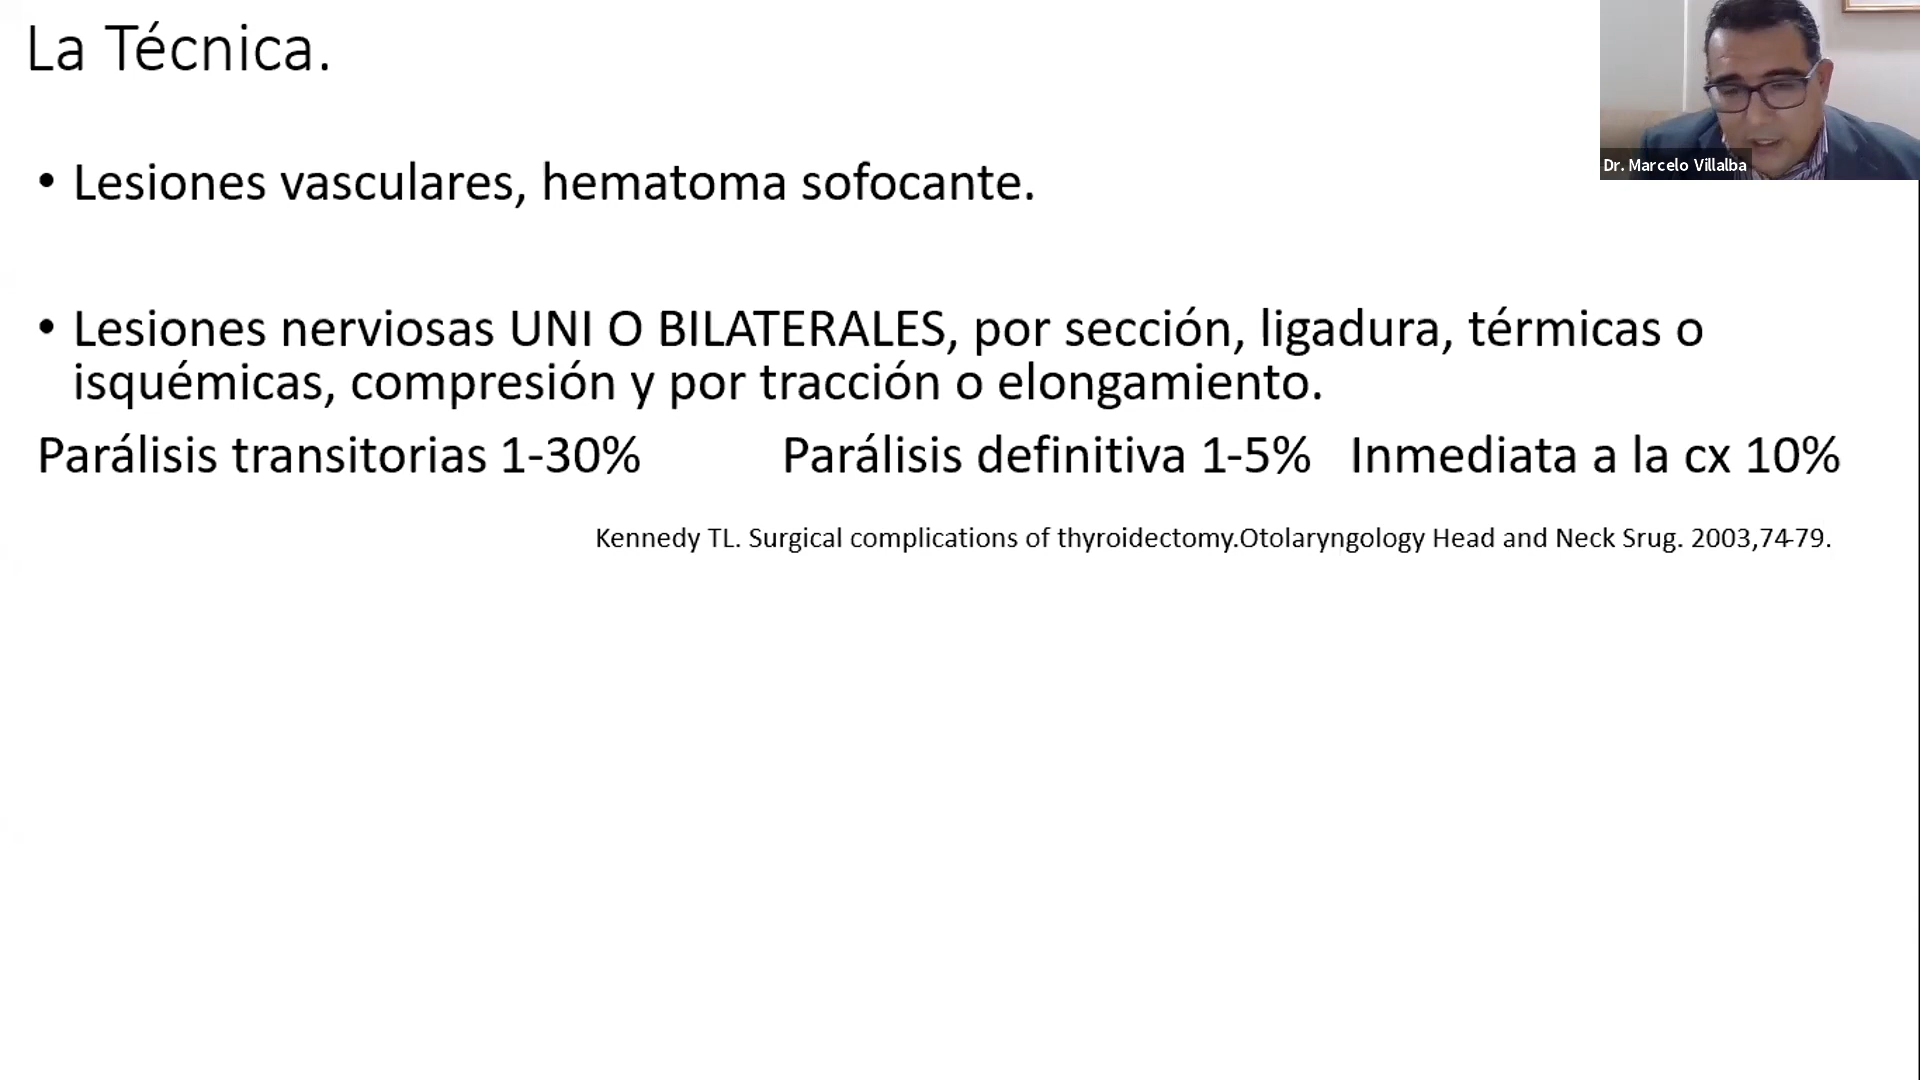 La Técnica.
Dr. Marcelo Villalba
• Lesiones vasculares, hematoma sofocante.
• Lesiones nerviosas UNI O BILATERALES, por sección, ligadura, térmicas o
isquémicas, compresión y por tracción o elongamiento.
Parálisis transitorias 1-30% Parálisis definitiva 1-5% Inmediata a la cx 10%
Kennedy TL. Surgical complications of thyroidectomy.Otolaryngology Head and Neck Srug. 2003,74-79.